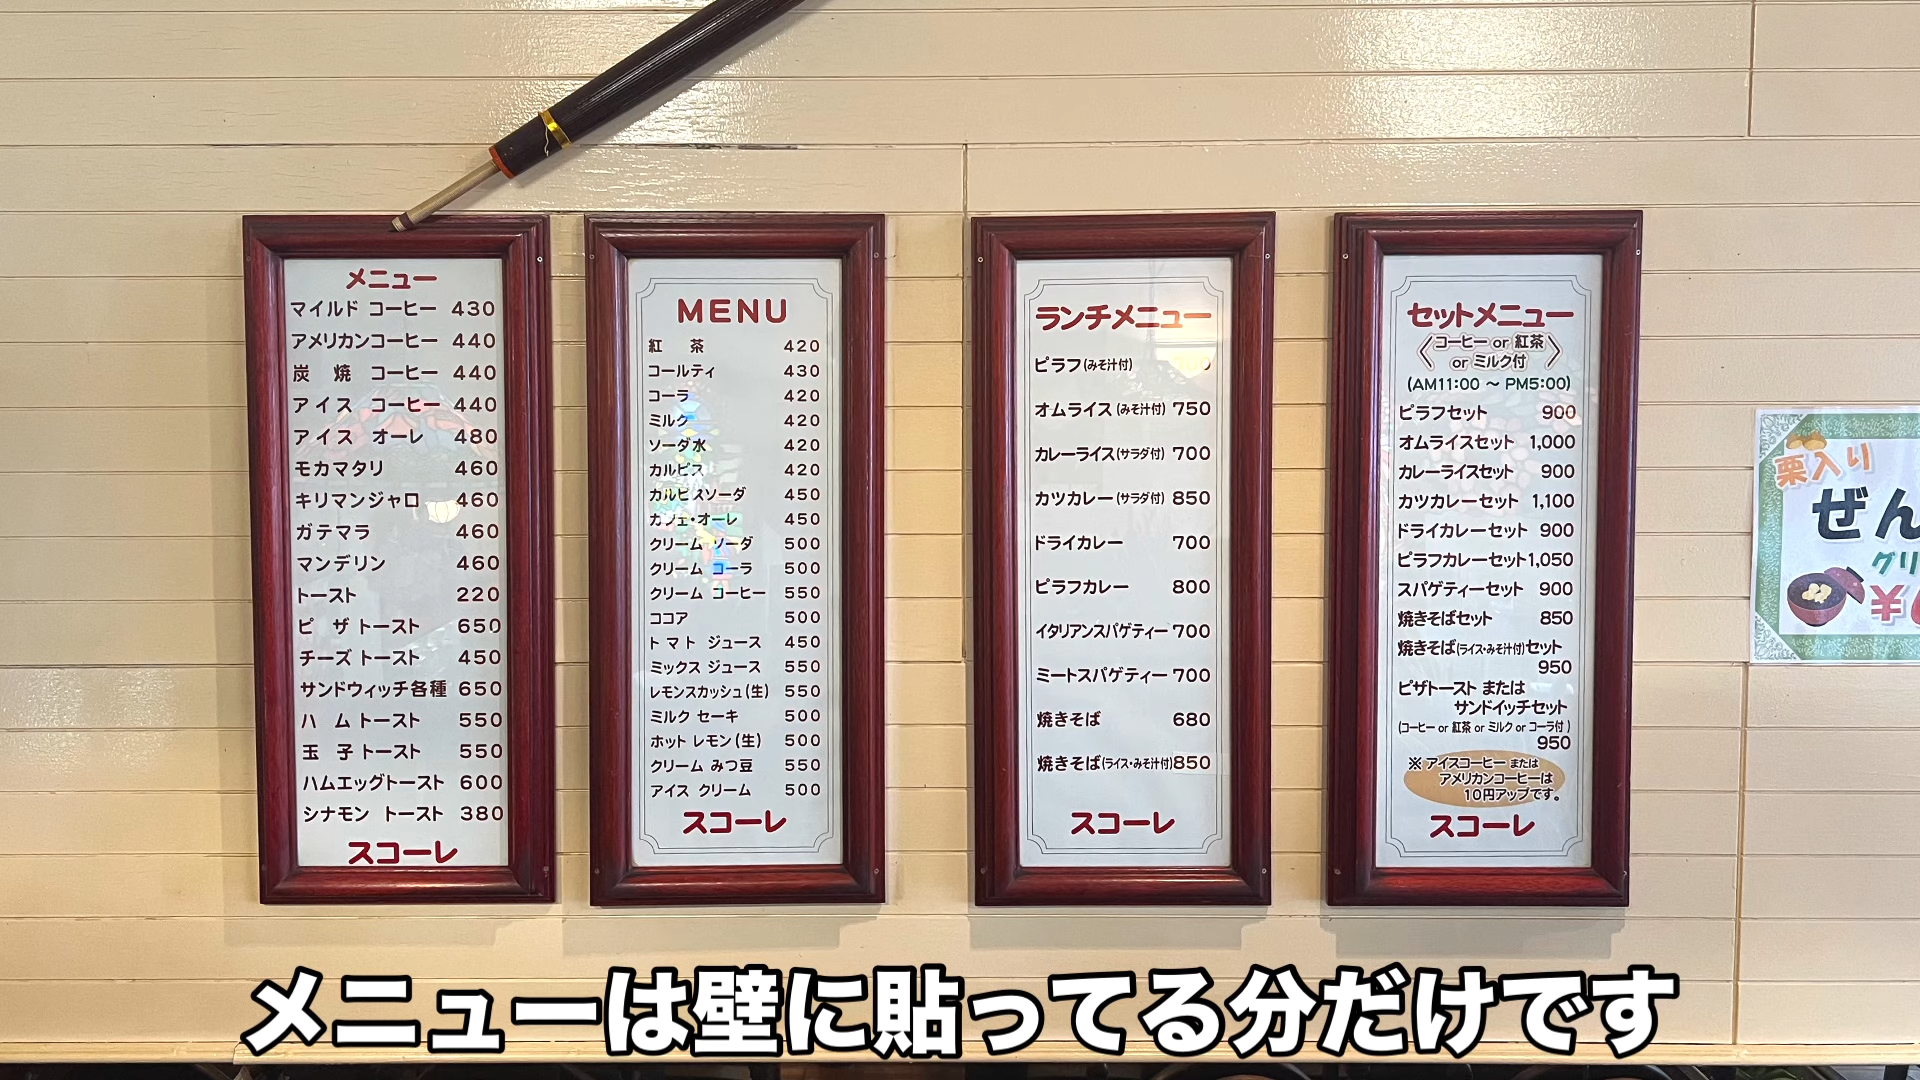 メニュー
マイルド コーヒー 430
アメリカンコーヒー 440
炭 焼 コーヒー 440
アイス コーヒー 440
アイス オーレ 480
モカマタリ 460
キリマンジャロ 460
ガテマラ 460
マンデリン 460
トースト 220
ピ ザ トースト 650
チーズ トースト 450
サンドウィッチ各種 650
ハ ム トースト 550
玉 子 トースト 550
ハムエッグトースト 600
シナモン トースト 380
スコーレ
MENU
紅 茶 420
コールティ 430
コーラ 420
ミルク 420
ソーダ水 420
カルピス 420
カルピスソーダ 450
カフェ・オーレ 450
クリーム ソーダ 500
クリーム コーラ 500
クリーム コーヒー 550
ココア 500
トマト ジュース 450
ミックス ジュース 550
レモンスカッシュ(生) 550
ミルク セーキ 500
ホット レモン(生) 500
クリーム みつ豆 550
アイス クリーム 500
スコーレ
ランチメニュー
ピラフ(みそ汁付)
オムライス(みそ汁付) 750
カレーライス(サラダ付) 700
カツカレー(サラダ付) 850
ドライカレー 700
ピラフカレー 800
イタリアンスパゲティー 700
ミートスパゲティー 700
焼きそば 680
焼きそば(ライス・みそ汁付)850
スコーレ
セットメニュー
〈コーヒー or 紅茶
or ミルク付〉
(AM11:00 ～ PM5:00)
ピラフセット 900
オムライスセット 1,000
カレーライスセット 900
カツカレーセット 1,100
ドライカレーセット 900
ピラフカレーセット1,050
スパゲティーセット 900
焼きそばセット 850
焼きそば(ライス・みそ汁付)セット
950
ピザトースト または
サンドイッチセット
(コーヒー or 紅茶 or ミルク or コーラ付)
950
※ アイスコーヒー または
アメリカンコーヒーは
10円アップです。
スコーレ
栗入り
ぜん
グリ
¥
メニューは壁に貼ってる分だけです